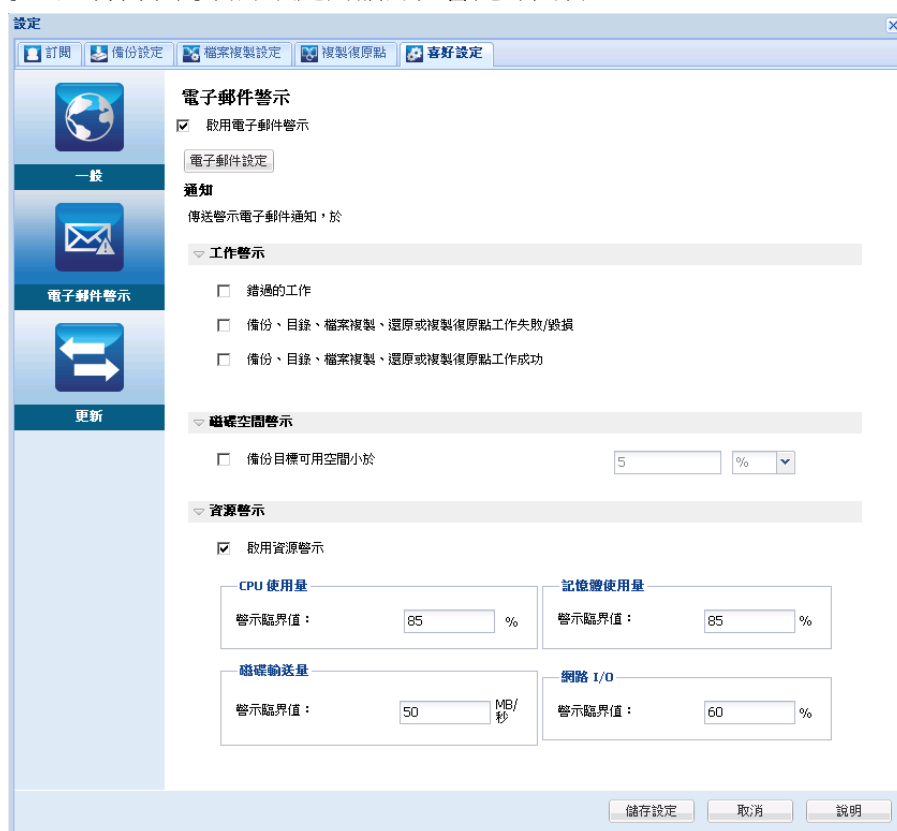 設定
訂閱 備份設定 檔案複製設定 複製復原點 喜好設定
一般
電子郵件警示
更新
電子郵件警示
啟用電子郵件警示
電子郵件設定
通知
傳送警示電子郵件通知，於
工作警示
錯過的工作
備份、目錄、檔案複製、還原或複製復原點工作失敗/毀損
備份、目錄、檔案複製、還原或複製復原點工作成功
磁碟空間警示
備份目標可用空間小於 5 %
資源警示
啟用資源警示
CPU 使用量
警示臨界值： 85 %
記憶體使用量
警示臨界值： 85 %
磁碟輸送量
警示臨界值： 50 MB/
秒
網路 I/O
警示臨界值： 60 %
儲存設定 取消 說明